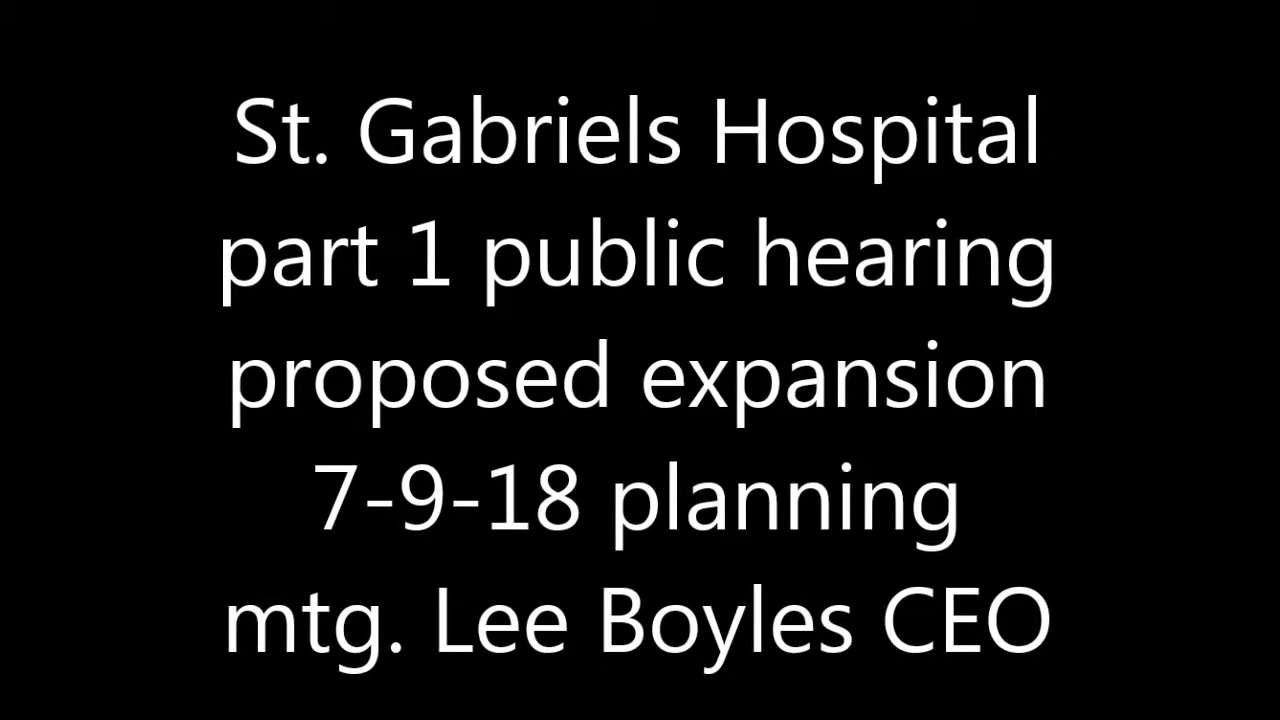 St. Gabriels Hospital
part 1 public hearing
proposed expansion
7-9-18 planning
mtg. Lee Boyles CEO